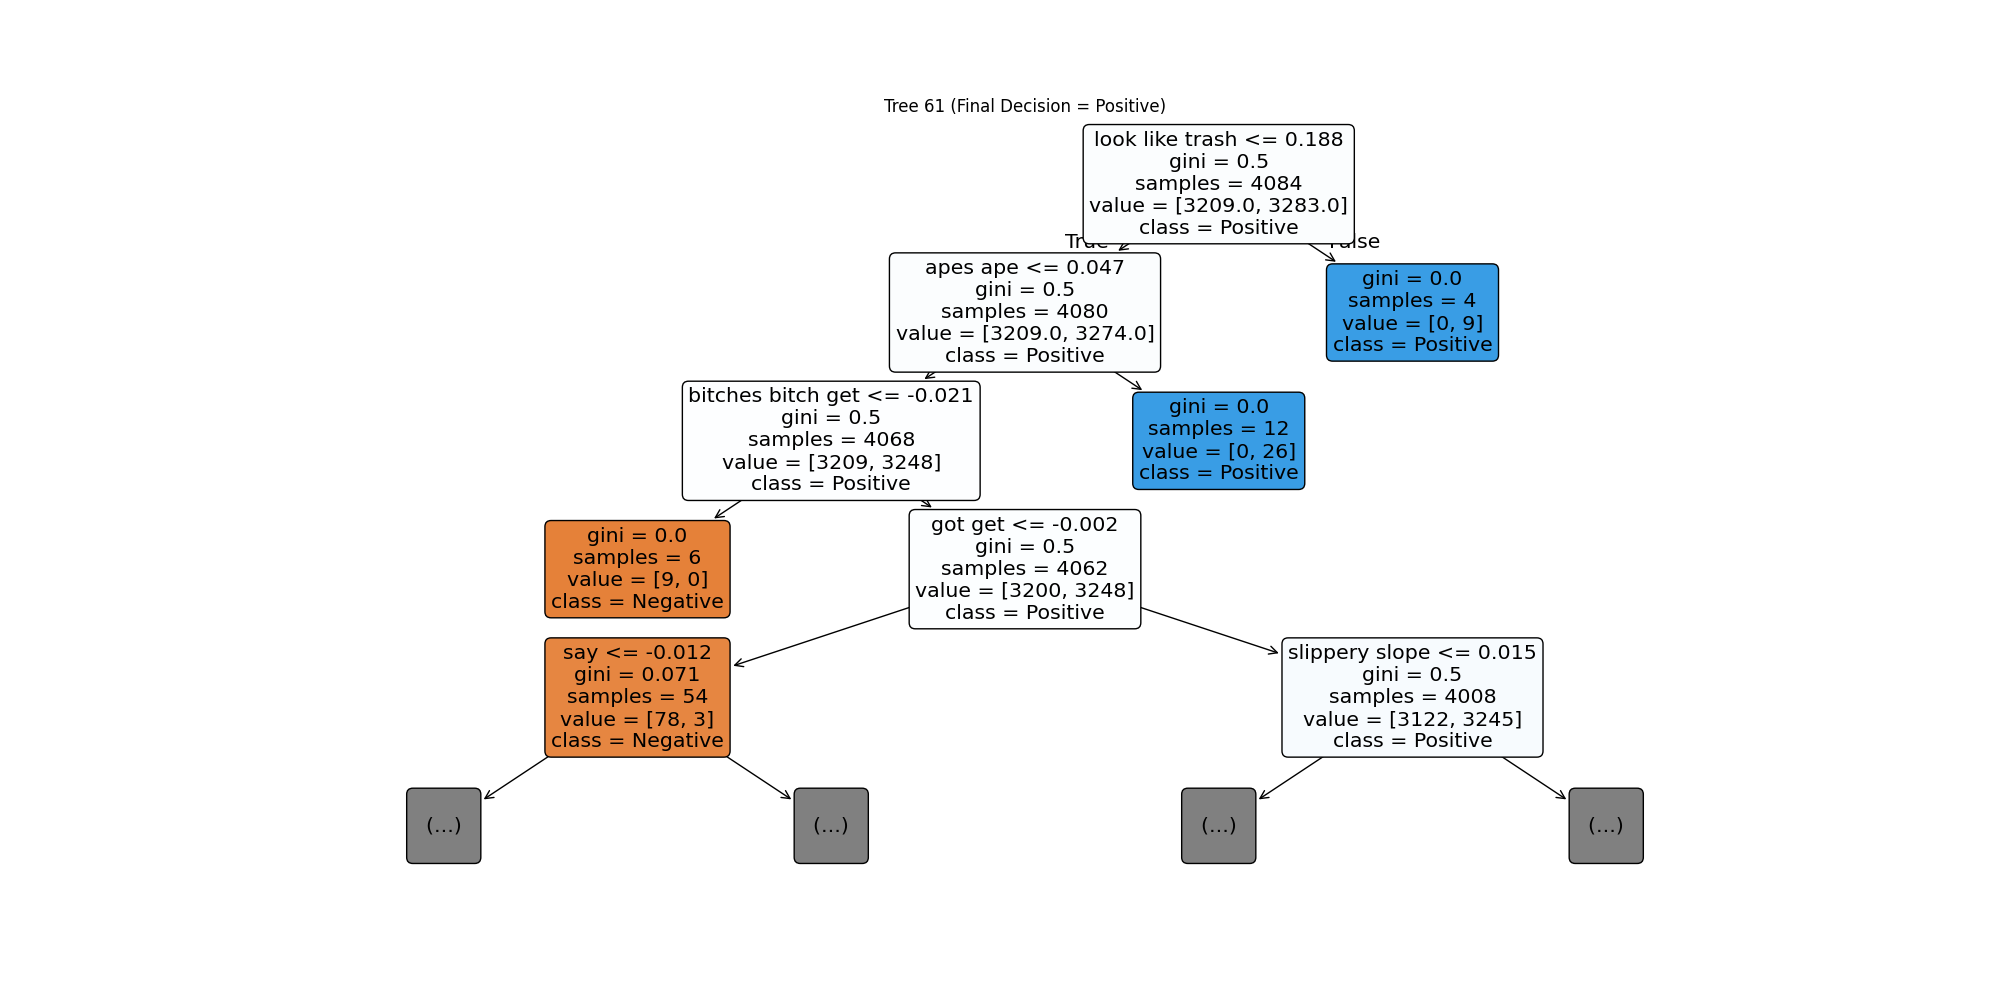 Tree 61 (Final Decision = Positive)
look like trash <= 0.188
gini = 0.5
samples = 4084
value = [3209.0, 3283.0]
class = Positive
True
False
apes ape <= 0.047
gini = 0.5
samples = 4080
value = [3209.0, 3274.0]
class = Positive
gini = 0.0
samples = 4
value = [0, 9]
class = Positive
bitches bitch get <= -0.021
gini = 0.5
samples = 4068
value = [3209, 3248]
class = Positive
gini = 0.0
samples = 12
value = [0, 26]
class = Positive
gini = 0.0
samples = 6
value = [9, 0]
class = Negative
got get <= -0.002
gini = 0.5
samples = 4062
value = [3200, 3248]
class = Positive
say <= -0.012
gini = 0.071
samples = 54
value = [78, 3]
class = Negative
slippery slope <= 0.015
gini = 0.5
samples = 4008
value = [3122, 3245]
class = Positive
(...)
(...)
(...)
(...)